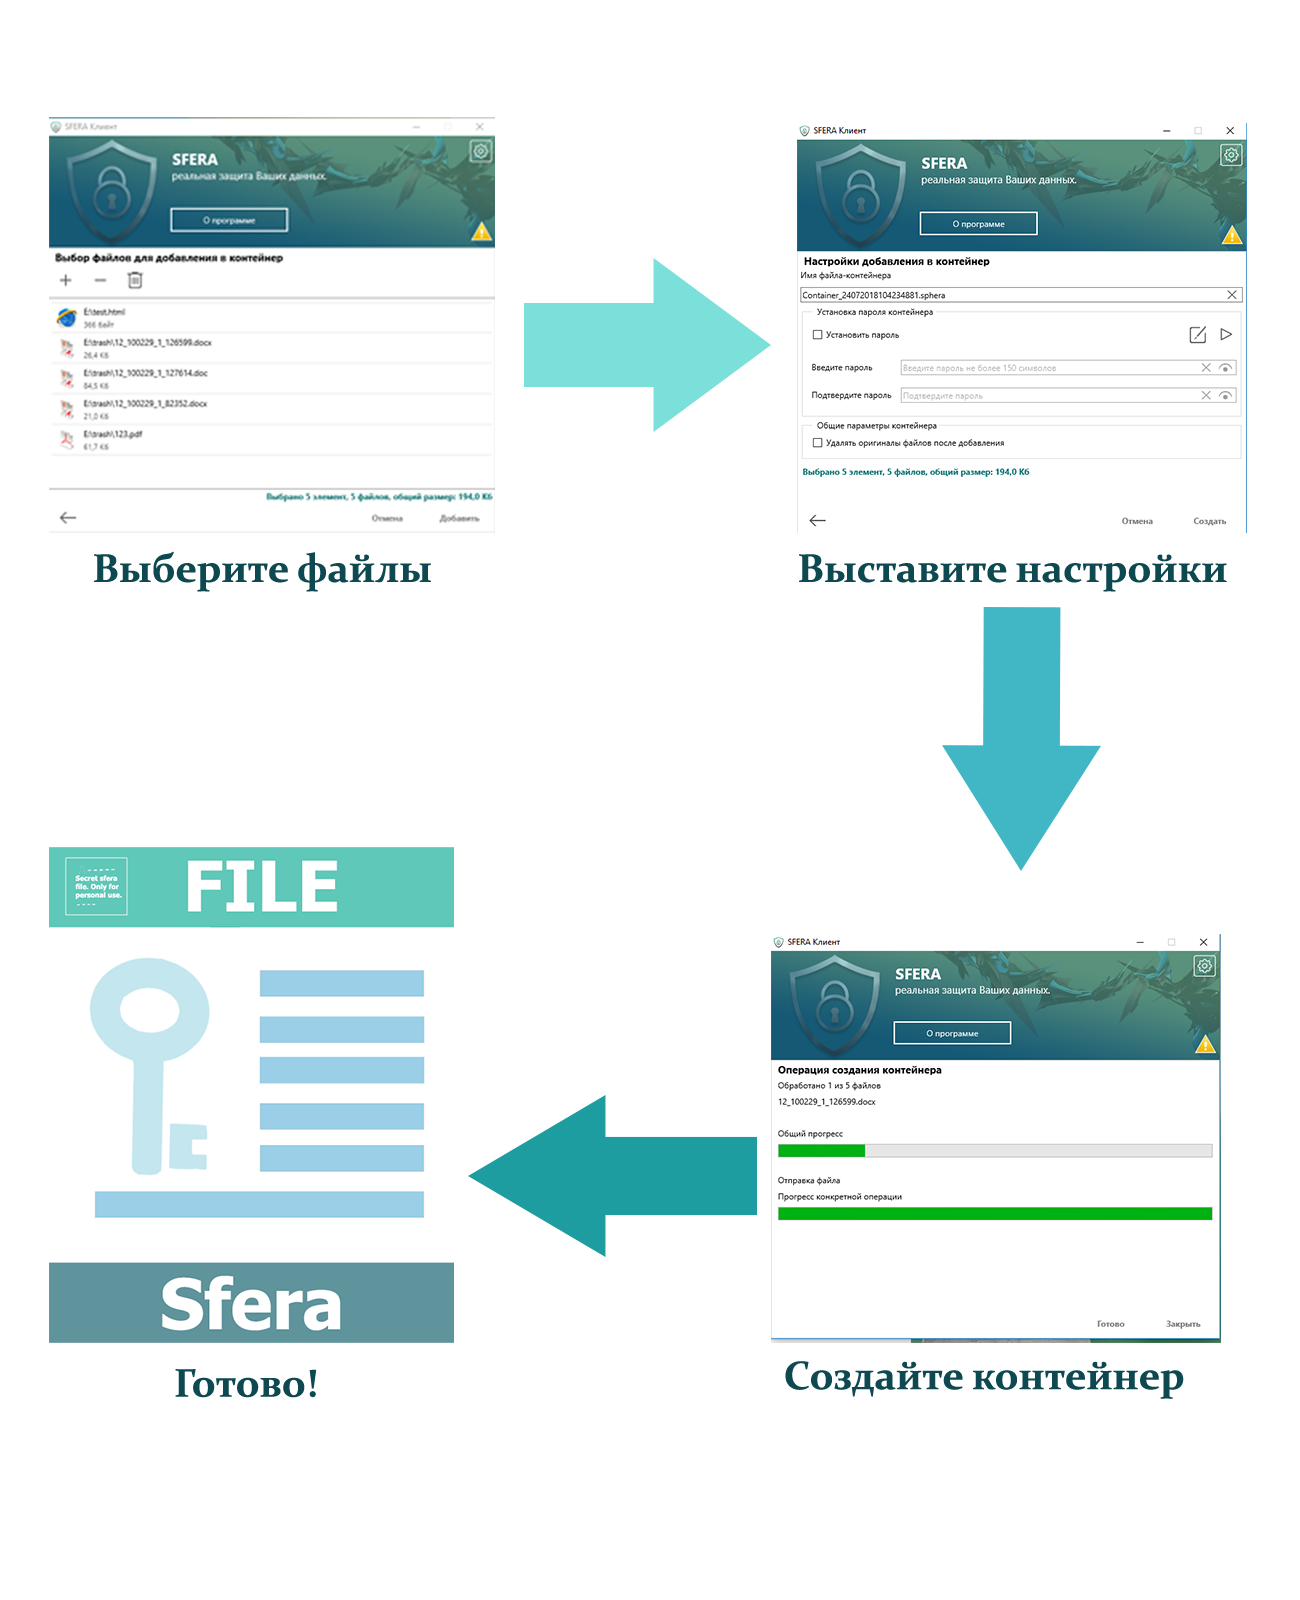 SFERA Клиент
SFERA
реальная защита Ваших данных.
О программе
Выбор файлов для добавления в контейнер
E:\test.html
366 байт
E:\trash\12_100229_1_126599.docx
26,4 Кб
E:\trash\12_100229_1_127614.doc
84,5 Кб
E:\trash\12_100229_1_82352.docx
21,0 Кб
E:\trash\123.pdf
61,7 Кб
Выбрано 5 элемент, 5 файлов, общий размер: 194,0 Кб
Отмена Добавить
Выберите файлы
SFERA Клиент
SFERA
реальная защита Ваших данных.
О программе
Настройки добавления в контейнер
Имя файла-контейнера
Container_24072018104234881.sphera
Установка пароля контейнера
Установить пароль
Введите пароль Введите пароль не более 150 символов
Подтвердите пароль Подтвердите пароль
Общие параметры контейнера
Удалять оригиналы файлов после добавления
Выбрано 5 элемент, 5 файлов, общий размер: 194,0 Кб
Отмена Создать
Выставите настройки
SFERA Клиент
SFERA
реальная защита Ваших данных.
О программе
Операция создания контейнера
Обработано 1 из 5 файлов
12_100229_1_126599.docx
Общий прогресс
Отправка файла
Прогресс конкретной операции
Готово Закрыть
Создайте контейнер
Secret sfera
file. Only for
personal use.
FILE
Sfera
Готово!